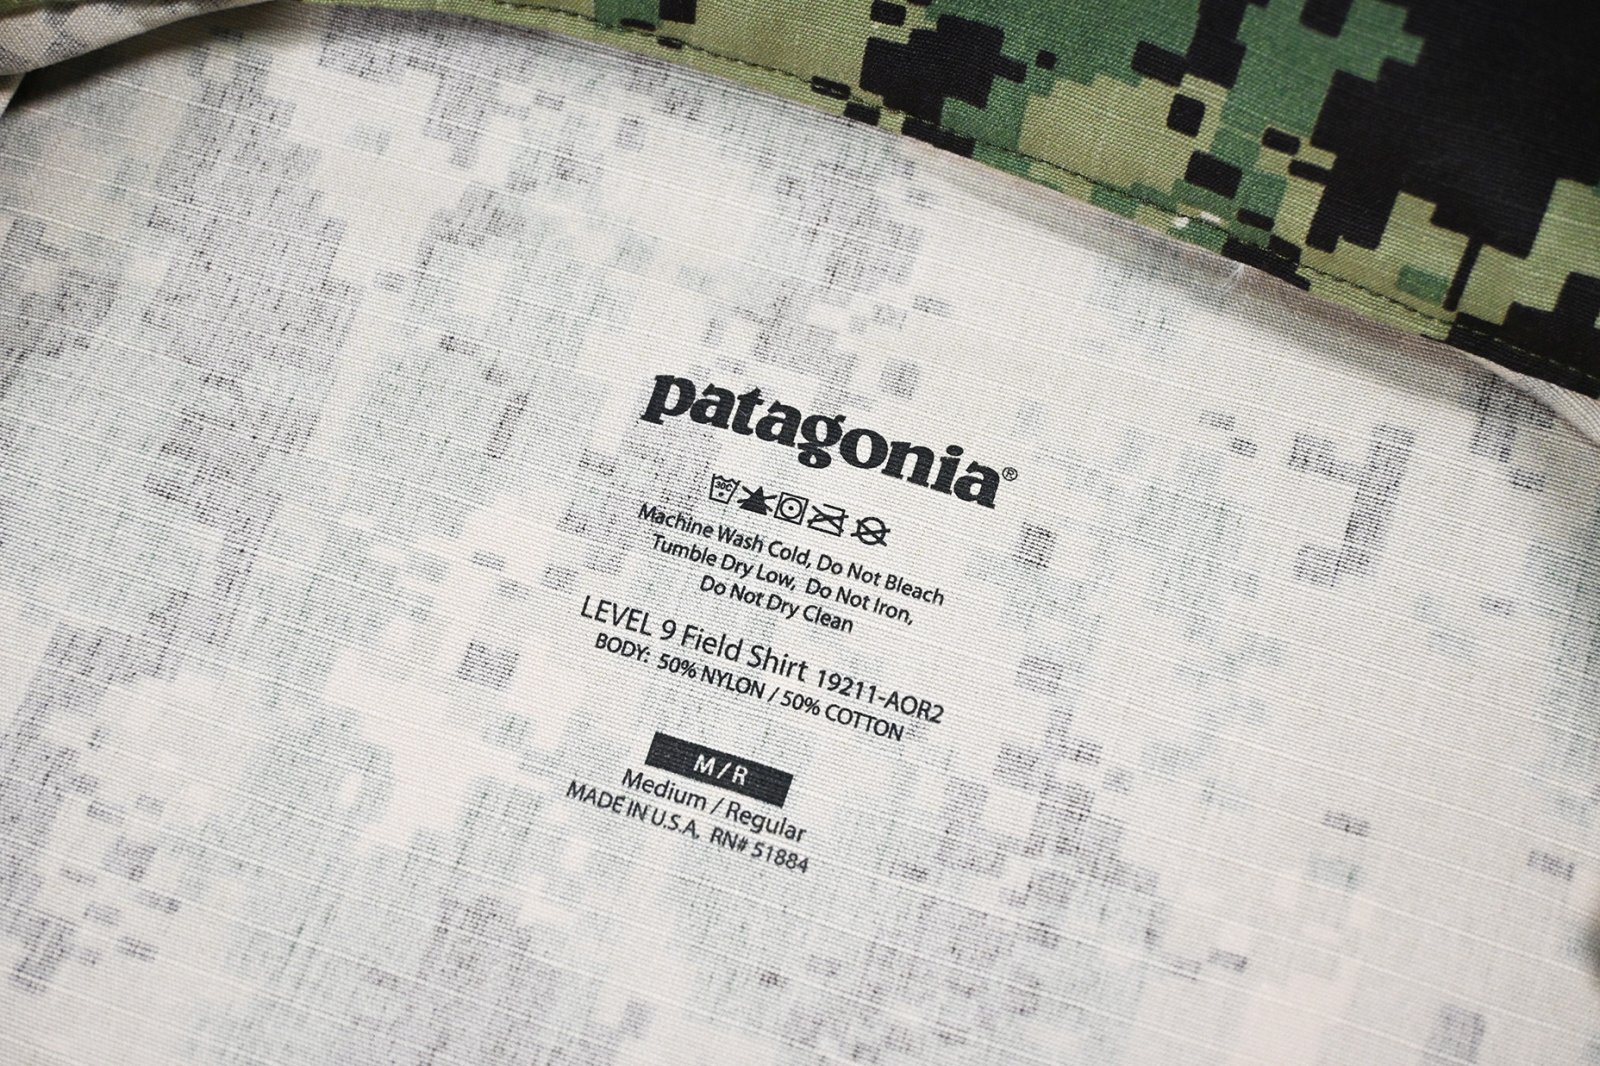 patagonia®
30C
Machine Wash Cold, Do Not Bleach
Tumble Dry Low, Do Not Iron,
Do Not Dry Clean
LEVEL 9 Field Shirt 19211-AOR2
BODY: 50% NYLON / 50% COTTON
M/R
Medium / Regular
MADE IN U.S.A. RN# 51884